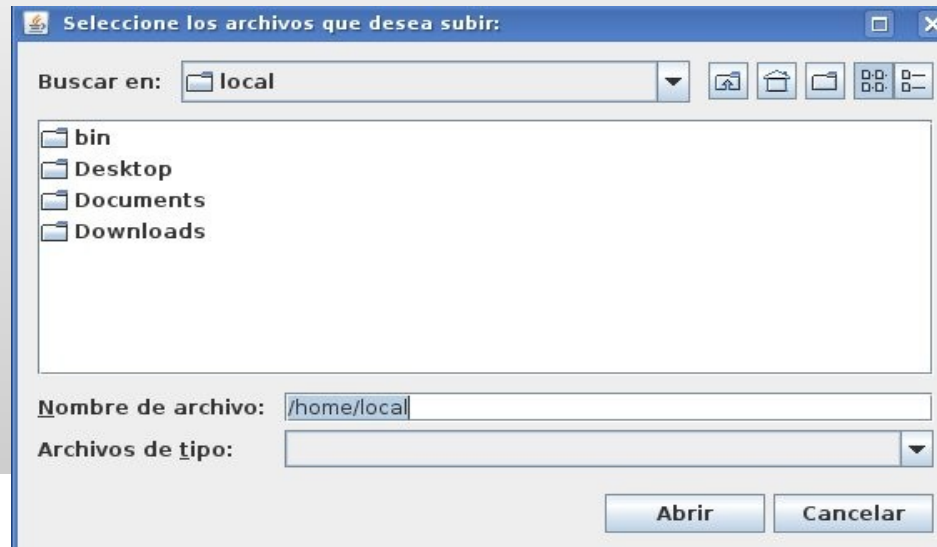 Seleccione los archivos que desea subir:
Buscar en: local
bin
Desktop
Documents
Downloads
Nombre de archivo: /home/local
Archivos de tipo:
Abrir Cancelar